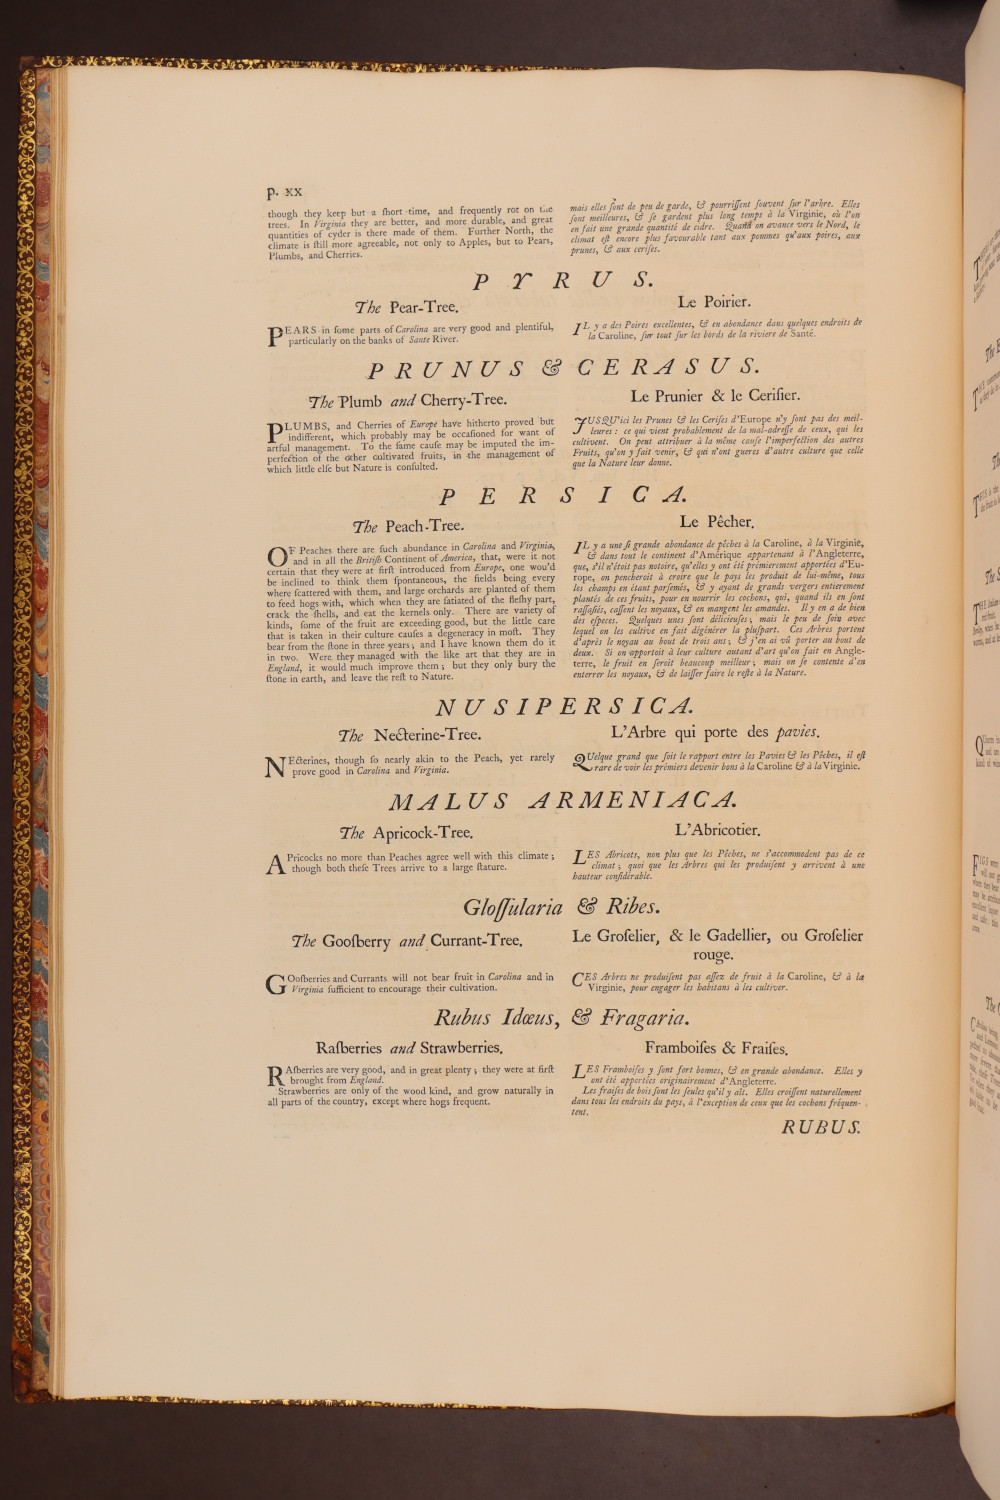 p. xx
though they keep but a ſhort time, and frequently rot on the
trees. In Virginia they are better, and more durable, and great
quantities of cyder is there made of them. Further North, the
climate is ſtill more agreeable, not only to Apples, but to Pears,
Plumbs, and Cherries.
mais elles ſont de peu de garde, & pourriſſent ſouvent ſur l'arbre. Elles
ſont meilleures, & ſe gardent plus long temps à la Virginie, où l'on
en fait une grande quantité de cidre. Quand on avance vers le Nord, le
climat eſt encore plus favourable tant aux pommes qu'aux poires, aux
prunes, & aux ceriſes.
PYRUS.
The Pear-Tree.
PEARS in ſome parts of Carolina are very good and plentiful,
particularly on the banks of Sante River.
Le Poirier.
IL y a des Poires excellentes, & en abondance dans quelques endroits de
la Caroline, ſur tout ſur les bords de la riviere de Santé.
PRUNUS & CERASUS.
The Plumb and Cherry-Tree.
PLUMBS, and Cherries of Europe have hitherto proved but
indifferent, which probably may be occaſioned for want of
artful management. To the ſame cauſe may be imputed the im-
perfection of the other cultivated fruits, in the management of
which little elſe but Nature is conſulted.
Le Prunier & le Ceriſier.
JUSQU'ici les Prunes & les Ceriſes d'Europe n'y ſont pas des meil-
leures: ce qui vient probablement de la mal-adreſſe de ceux, qui les
cultivent. On peut attribuer à la même cauſe l'imperfection des autres
Fruits, qu'on y fait venir, & qui n'ont gueres d'autre culture que celle
que la Nature leur donne.
PERSICA.
The Peach-Tree.
OF Peaches there are ſuch abundance in Carolina and Virginia,
and in all the Britiſh Continent of America, that, were it not
certain that they were at firſt introduced from Europe, one wou'd
be inclined to think them ſpontaneous, the fields being every
where ſcattered with them, and large orchards are planted of them
to feed hogs with, which when they are ſatiated of the fleſhy part,
crack the ſhells, and eat the kernels only. There are variety of
kinds, ſome of the fruit are exceeding good, but the little care
that is taken in their culture cauſes a degeneracy in moſt. They
bear from the ſtone in three years; and I have known them do it
in two. Were they managed with the like art that they are in
England, it would much improve them; but they only bury the
ſtone in earth, and leave the reſt to Nature.
Le Pêcher.
IL y a une ſi grande abondance de pêches à la Caroline, à la Virginie,
& dans tout le continent d'Amérique appartenant à l'Angleterre,
que, s'il n'étoit pas notoire, qu'elles y ont été prémierement apportées d'Eu-
rope, on pencheroit à croire que le pays les produit de lui-même, tous
les champs en étant parſemés, & y ayant de grands vergers entierement
plantés de ces fruits, pour en nourrir les cochons, qui, quand ils en ſont
raſſaſiés, caſſent les noyaux, & en mangent les amandes. Il y en a de bien
des eſpeces. Quelques unes ſont délicieuſes; mais le peu de ſoin avec
lequel on les cultive en fait dégénérer la pluſpart. Ces Arbres portent
d'après le noyau au bout de trois ans; & j'en ai vû porter au bout de
deux. Si on apportoit à leur culture autant d'art qu'on fait en Angle-
terre, le fruit en ſeroit beaucoup meilleur; mais on ſe contente d'en
enterrer les noyaux, & de laiſſer faire le reſte à la Nature.
NUSIPERSICA.
The Necterine-Tree.
NEcterines, though ſo nearly akin to the Peach, yet rarely
prove good in Carolina and Virginia.
L'Arbre qui porte des pavies.
QUelque grand que ſoit le rapport entre les Pavies & les Pêches, il eſt
rare de voir les prémiers devenir bons à la Caroline & à la Virginie.
MALUS ARMENIACA.
The Apricock-Tree.
APricocks no more than Peaches agree well with this climate;
though both theſe Trees arrive to a large ſtature.
L'Abricotier.
LES Abricots, non plus que les Pêches, ne s'accommodent pas de ce
climat; quoi que les Arbres qui les produiſent y arrivent à une
hauteur conſidérable.
Gloſſularia & Ribes.
The Gooſberry and Currant-Tree.
GOoſberries and Currants will not bear fruit in Carolina and in
Virginia ſufficient to encourage their cultivation.
Le Groſelier, & le Gadellier, ou Groſelier
rouge.
CES Arbres ne produiſent pas aſſez de fruit à la Caroline, & à la
Virginie, pour engager les habitans à les cultiver.
Rubus Idœus, & Fragaria.
Raſberries and Strawberries.
RAſberries are very good, and in great plenty; they were at firſt
brought from England.
Strawberries are only of the wood kind, and grow naturally in
all parts of the country, except where hogs frequent.
Framboiſes & Fraiſes.
LES Framboiſes y ſont fort bonnes, & en grande abondance. Elles y
ont été apportées originairement d'Angleterre.
Les fraiſes de bois ſont les ſeules qu'il y ait. Elles croiſſent naturellement
dans tous les endroits du pays, à l'exception de ceux que les cochons fréquen-
tent.
RUBUS.